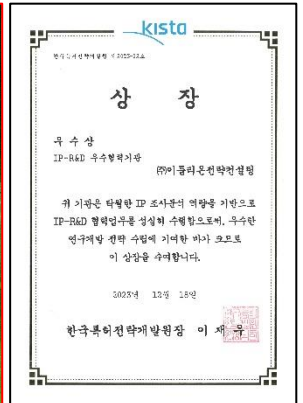 kista
한국특허전략개발원 제 2023-22호
상 장
우수상
IP-R&D 우수협력기관
㈜이듬리온전략컨설팅
귀 기관은 탁월한 IP 조사분석 역량을 기반으로
IP-R&D 협력업무를 성실히 수행함으로써, 우수한
연구개발 전략 수립에 기여한 바가 크므로
이 상장을 수여합니다.
2023년 12월 18일
한국특허전략개발원장 이재우